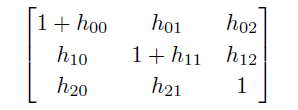 1 + h₀₀ h₀₁ h₀₂
h₁₀ 1 + h₁₁ h₁₂
h₂₀ h₂₁ 1